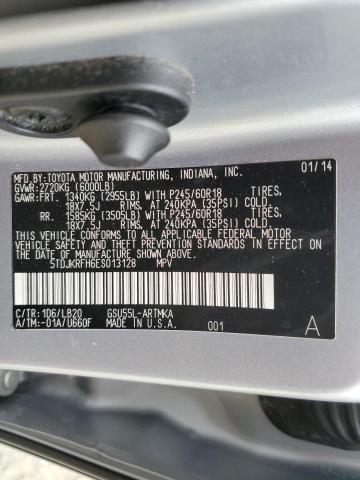 MFD. BY: TOYOTA MOTOR MANUFACTURING, INDIANA, INC. 01/14
GVWR: 2720KG (6000LB)
GAWR: FRT. 1340KG (2955LB) WITH P245/60R18 TIRES,
18X7.5J RIMS, AT 240KPA (35PSI) COLD.
RR. 1585KG (3505LB) WITH P245/60R18 TIRES,
18X7.5J RIMS, AT 240KPA (35PSI) COLD.
THIS VEHICLE CONFORMS TO ALL APPLICABLE FEDERAL MOTOR
VEHICLE SAFETY AND THEFT PREVENTION STANDARDS IN
EFFECT ON THE DATE OF MANUFACTURE SHOWN ABOVE.
5TDJKRFH6ES013128 MPV
C/TR: 1D6/LB20 GSU55L-ARTMKA
A/TM: -01A/U660F MADE IN U.S.A. 001 A